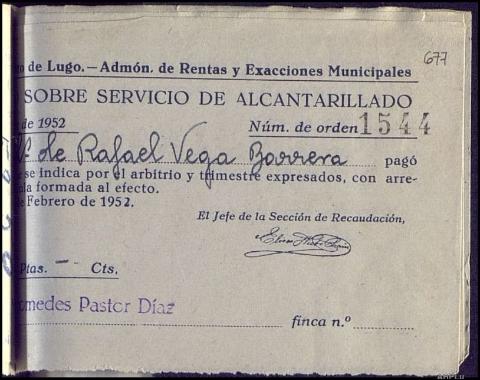 677
de Lugo.—Admón. de Rentas y Exacciones Municipales
SOBRE SERVICIO DE ALCANTARILLADO
de 1952 Núm. de orden 1544
de Rafael Vega Barrera pagó
se indica por el arbitrio y trimestre expresados, con arre-
formada al efecto.
de Febrero de 1952.
El Jefe de la Sección de Recaudación,
Ptas. — Cts.
omedes Pastor Díaz
finca n.º